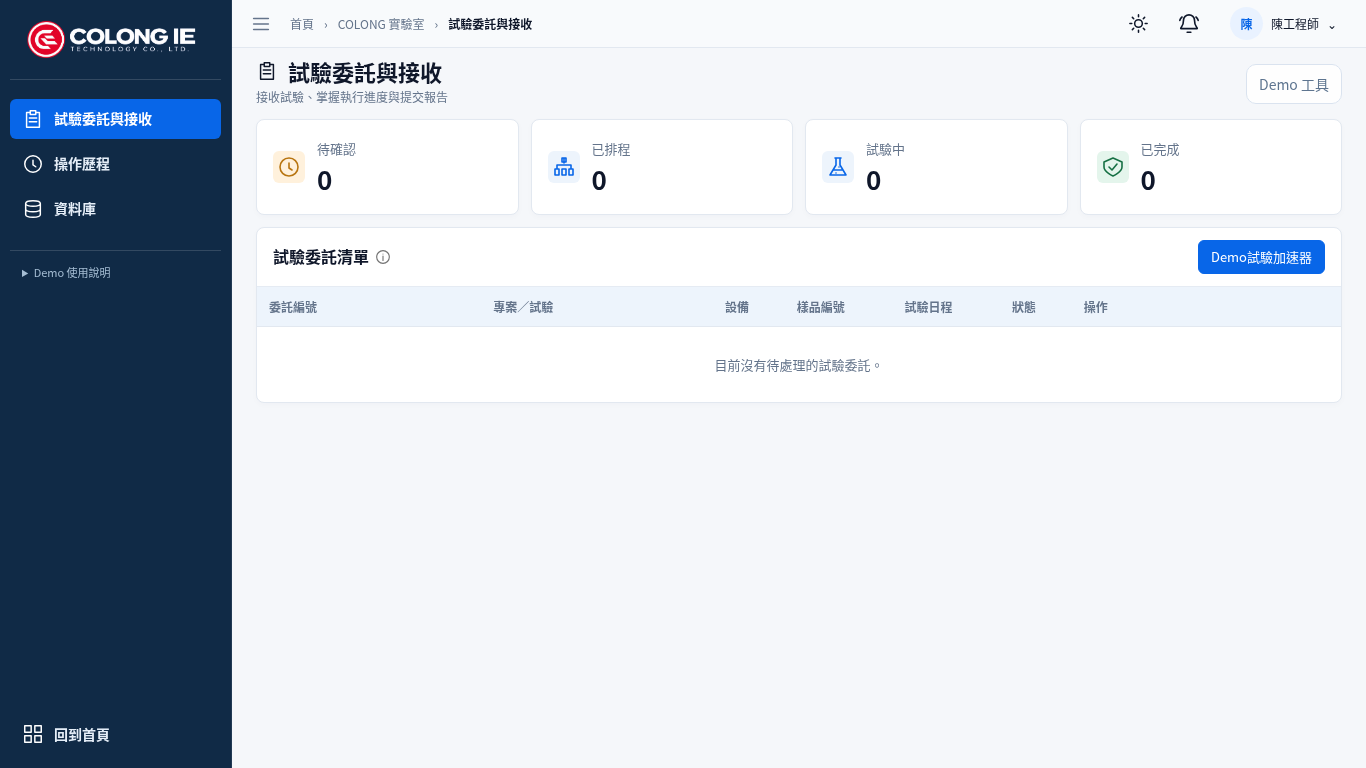 COLONG IE
TECHNOLOGY CO., LTD.
試驗委託與接收
操作歷程
資料庫
Demo 使用說明
回到首頁
首頁 › COLONG 實驗室 › 試驗委託與接收
陳 陳工程師
試驗委託與接收
接收試驗、掌握執行進度與提交報告
Demo 工具
待確認
0
已排程
0
試驗中
0
已完成
0
試驗委託清單
Demo試驗加速器
委託編號 專案／試驗 設備 樣品編號 試驗日程 狀態 操作
目前沒有待處理的試驗委託。